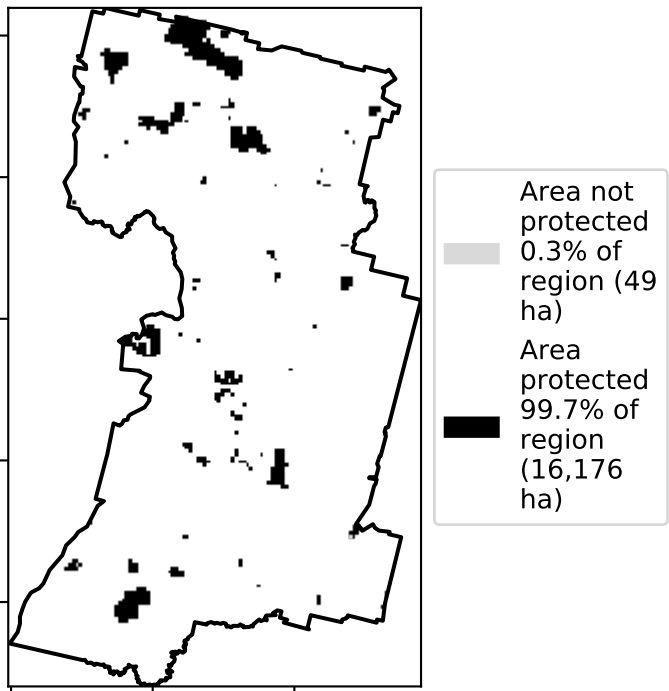 Area not
protected
0.3% of
region (49
ha)
Area
protected
99.7% of
region
(16,176
ha)